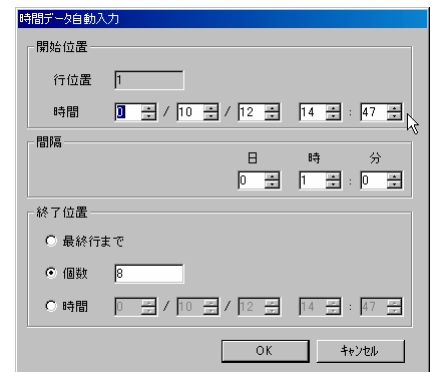 時間データ自動入力
開始位置
行位置 1
時間 0 / 10 / 12 14 : 47
間隔
日 時 分
0 1 : 0
終了位置
最終行まで
個数 8
時間 0 / 10 / 12 14 : 47
OK キャンセル